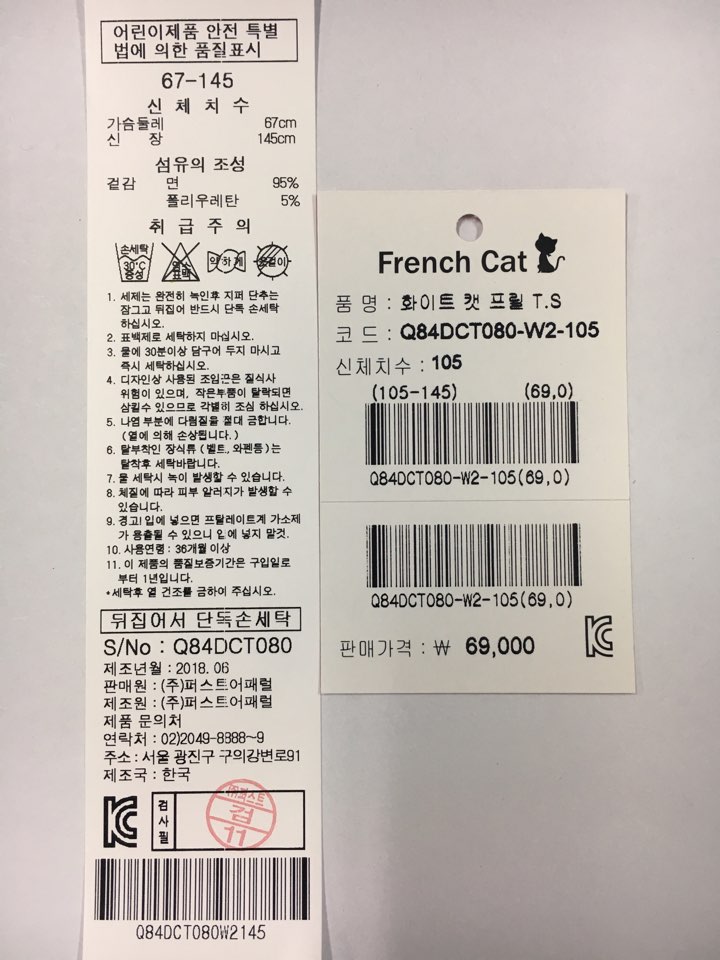 어린이제품 안전 특별
법에 의한 품질표시
67-145
신 체 치 수
가슴둘레 67cm
신 장 145cm
섬유의 조성
겉감 면 95%
폴리우레탄 5%
취 급 주 의
손세탁
30°C
중성
염소
표백
약하게
옷걸이
1. 세제는 완전히 녹인후 지퍼 단추는
잠그고 뒤집어 반드시 단독 손세탁
하십시오.
2. 표백제로 세탁하지 마십시오.
3. 물에 30분이상 담구어 두지 마시고
즉시 세탁하십시오.
4. 디자인상 사용된 조임끈은 질식사
위험이 있으며, 작은부품이 탈락되면
삼킬수 있으므로 각별히 조심 하십시오.
5. 나염 부분에 다림질을 절대 금합니다.
(열에 의해 손상됩니다.)
6. 탈부착인 장식류 (벨트, 와펜등)는
탈착후 세탁바랍니다.
7. 물 세탁시 녹이 발생할 수 있습니다.
8. 체질에 따라 피부 알러지가 발생할 수
있습니다.
9. 경고! 입에 넣으면 프탈레이트계 가소제
가 용출될 수 있으니 입에 넣지 말것.
10. 사용연령 : 36개월 이상
11. 이 제품의 품질보증기간은 구입일로
부터 1년입니다.
*세탁후 열 건조를 금하여 주십시오.
뒤집어서 단독손세탁
S/No : Q84DCT080
제조년월 : 2018. 06
판매원 : (주)퍼스트어패럴
제조원 : (주)퍼스트어패럴
제품 문의처
연락처 : 02)2049-8888~9
주소 : 서울 광진구 구의강변로91
제조국 : 한국
검사필
㈜퍼스트
검
11
Q84DCT080W2145
French Cat
품 명 : 화이트 캣 프릴 T.S
코 드 : Q84DCT080-W2-105
신체치수 : 105
(105-145) (69,0)
Q84DCT080-W2-105(69,0)
Q84DCT080-W2-105(69,0)
판매가격 : ₩ 69,000